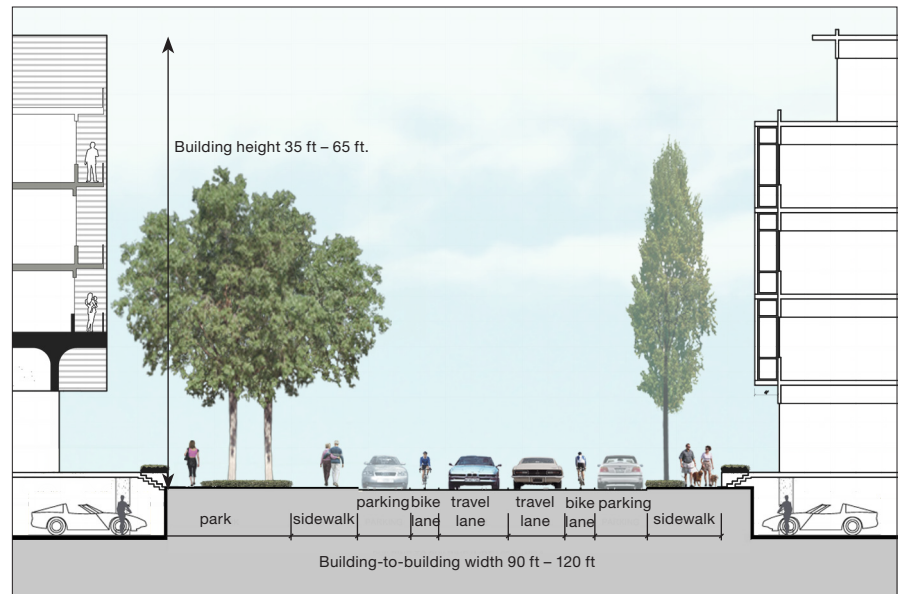 Building height 35 ft – 65 ft.
park
sidewalk
parking
bike
lane
travel
lane
travel
lane
bike
lane
parking
sidewalk
Building-to-building width 90 ft – 120 ft